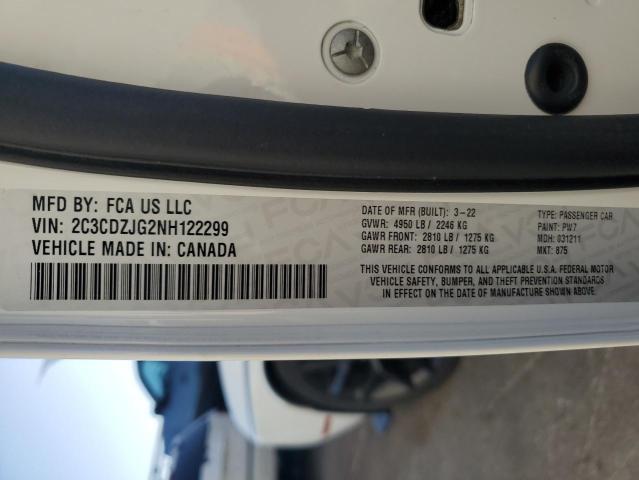 MFD BY: FCA US LLC
VIN: 2C3CDZJG2NH122299
VEHICLE MADE IN: CANADA
DATE OF MFR (BUILT): 3-22
GVWR: 4950 LB / 2246 KG
GAWR FRONT: 2810 LB / 1275 KG
GAWR REAR: 2810 LB / 1275 KG
TYPE: PASSENGER CAR
PAINT: PW7
MDH: 031211
MKT: 875
THIS VEHICLE CONFORMS TO ALL APPLICABLE U.S.A. FEDERAL MOTOR
VEHICLE SAFETY, BUMPER, AND THEFT PREVENTION STANDARDS
IN EFFECT ON THE DATE OF MANUFACTURE SHOWN ABOVE.